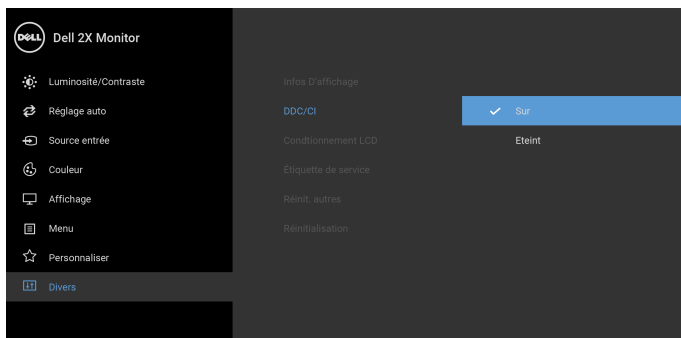 DELL Dell 2X Monitor
Luminosité/Contraste
Réglage auto
Source entrée
Couleur
Affichage
Menu
Personnaliser
Divers
Infos D'affichage
DDC/CI
Condtionnement LCD
Étiquette de service
Réinit. autres
Réinitialisation
Sur
Eteint